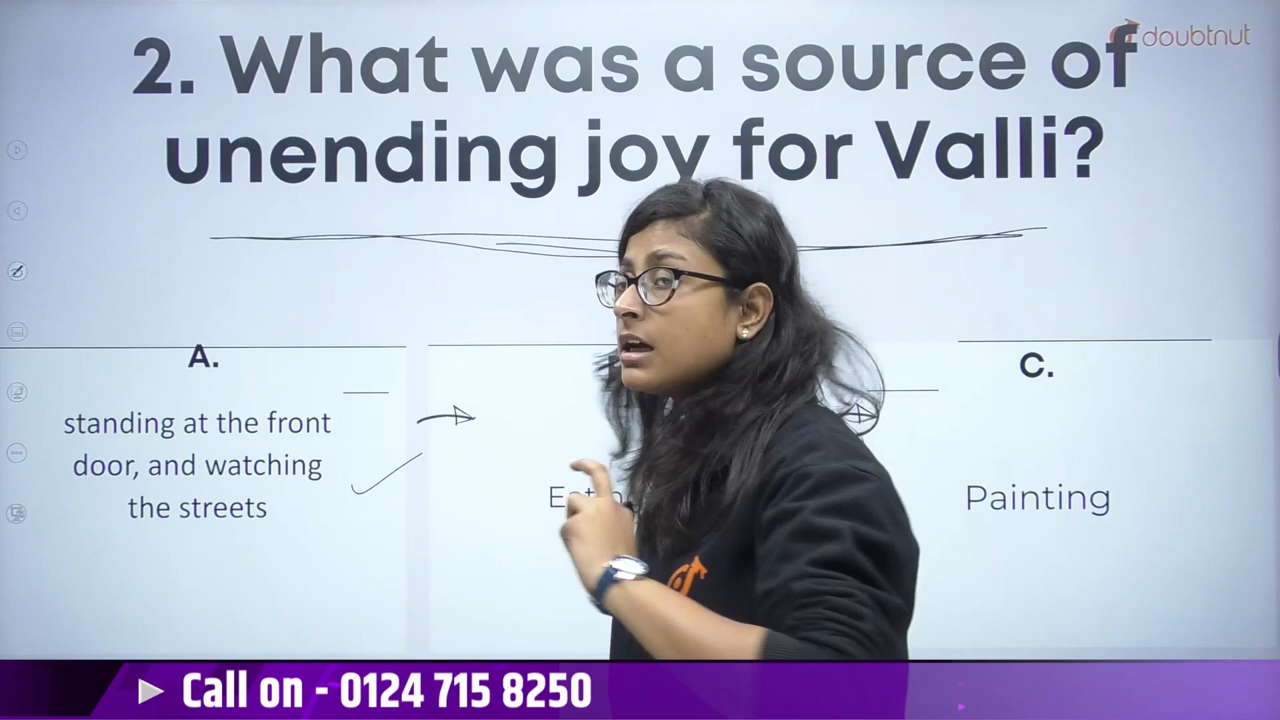 doubtnut
2. What was a source of
unending joy for Valli?
A.
C.
standing at the front
door, and watching
the streets
Painting
Call on - 0124 715 8250